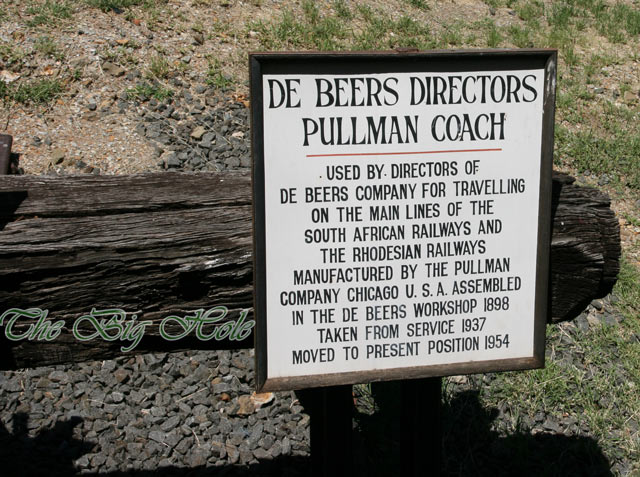 DE BEERS DIRECTORS
PULLMAN COACH
. USED BY. DIRECTORS OF
DE BEERS COMPANY FOR TRAVELLING
ON THE MAIN LINES OF THE
SOUTH AFRICAN RAILWAYS AND
THE RHODESIAN RAILWAYS
MANUFACTURED BY THE PULLMAN
COMPANY CHICAGO U. S. A. ASSEMBLED
IN THE DE BEERS WORKSHOP 1898
TAKEN FROM SERVICE 1937
MOVED TO PRESENT POSITION 1954
The Big Hole